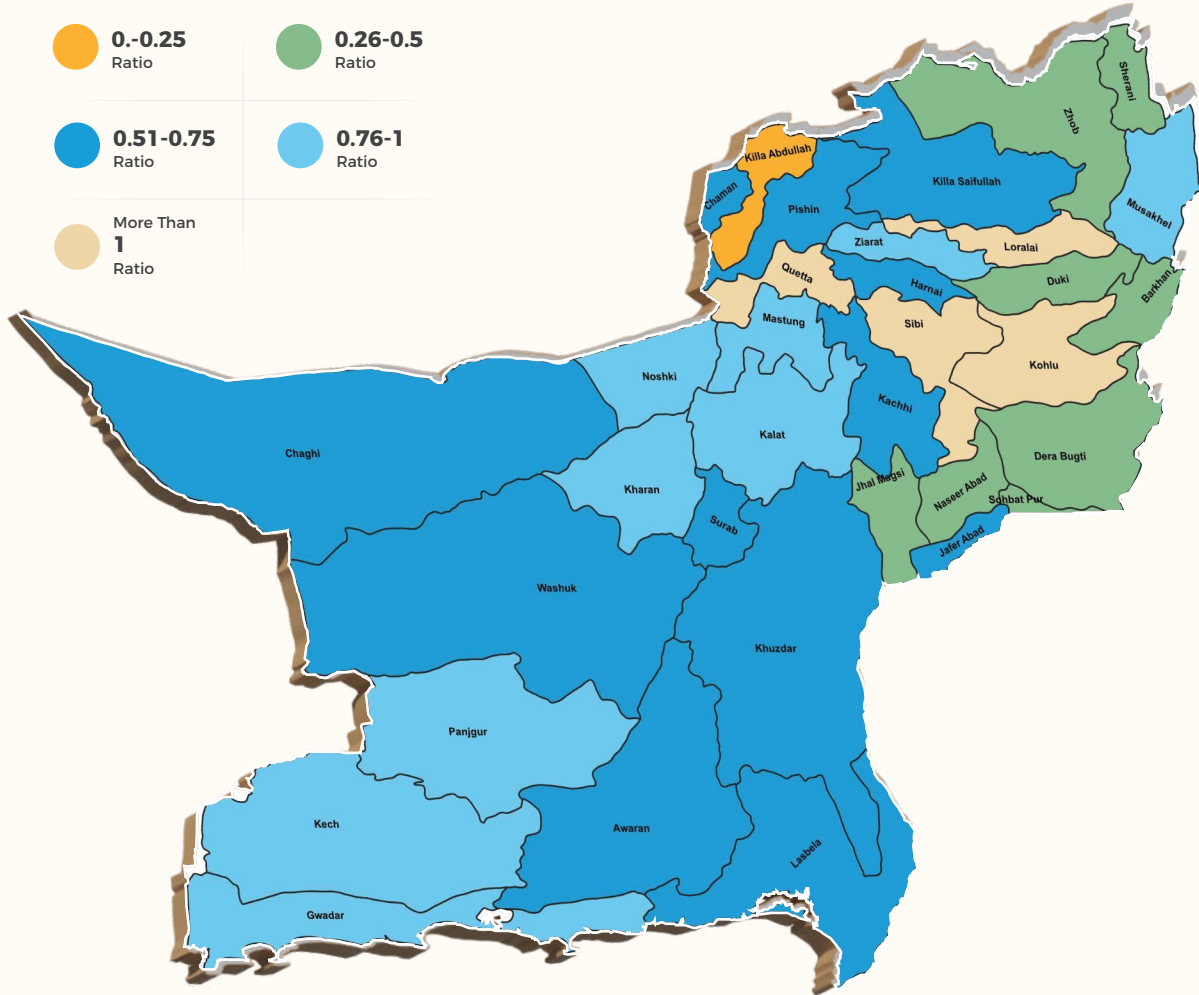 0.-0.25
Ratio
0.26-0.5
Ratio
0.51-0.75
Ratio
0.76-1
Ratio
More Than
1
Ratio
Sherani
Zhob
Killa Abdullah
Killa Saifullah
Chaman
Pishin
Musakhel
Ziarat
Loralai
Quetta
Harnai
Duki
Barkhan
Mastung
Sibi
Noshki
Kohlu
Kachhi
Kalat
Chaghi
Dera Bugti
Kharan
Jhal Magsi
Naseer Abad
Sohbat Pur
Surab
Jafer Abad
Washuk
Khuzdar
Panjgur
Kech
Awaran
Lasbela
Gwadar